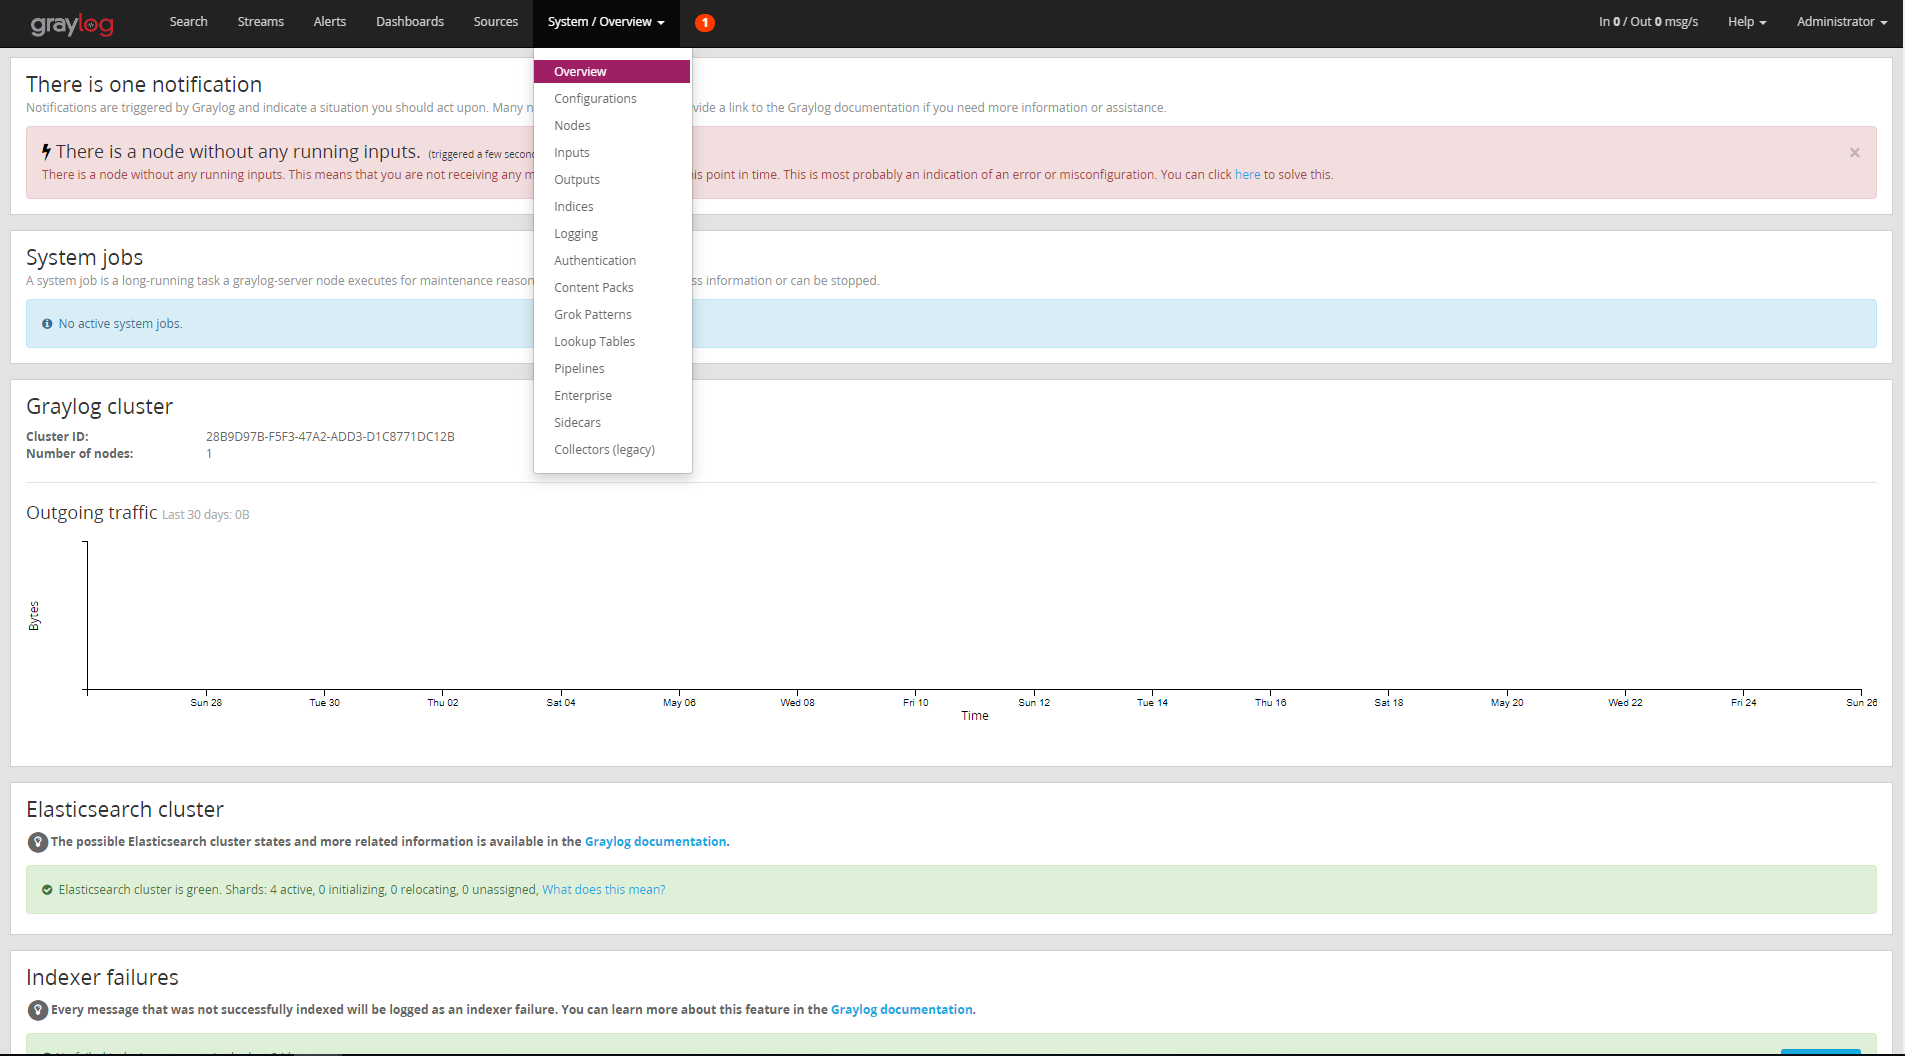 graylog Search Streams Alerts Dashboards Sources System / Overview 1 In 0 / Out 0 msg/s Help Administrator
Overview
Configurations
Nodes
Inputs
Outputs
Indices
Logging
Authentication
Content Packs
Grok Patterns
Lookup Tables
Pipelines
Enterprise
Sidecars
Collectors (legacy)
There is one notification
Notifications are triggered by Graylog and indicate a situation you should act upon. Many vide a link to the Graylog documentation if you need more information or assistance.
There is a node without any running inputs. (triggered a few
There is a node without any running inputs. This means that you are not receiving any this point in time. This is most probably an indication of an error or misconfiguration. You can click here to solve this.
System jobs
A system job is a long-running task a graylog-server node executes for maintenance reason ss information or can be stopped.
No active system jobs.
Graylog cluster
Cluster ID: 28B9D97B-F5F3-47A2-ADD3-D1C8771DC12B
Number of nodes: 1
Outgoing traffic Last 30 days: 0B
Bytes
Sun 28 Tue 30 Thu 02 Sat 04 May 06 Wed 08 Fri 10 Sun 12 Tue 14 Thu 16 Sat 18 May 20 Wed 22 Fri 24 Sun 26
Time
Elasticsearch cluster
The possible Elasticsearch cluster states and more related information is available in the Graylog documentation.
Elasticsearch cluster is green. Shards: 4 active, 0 initializing, 0 relocating, 0 unassigned, What does this mean?
Indexer failures
Every message that was not successfully indexed will be logged as an indexer failure. You can learn more about this feature in the Graylog documentation.